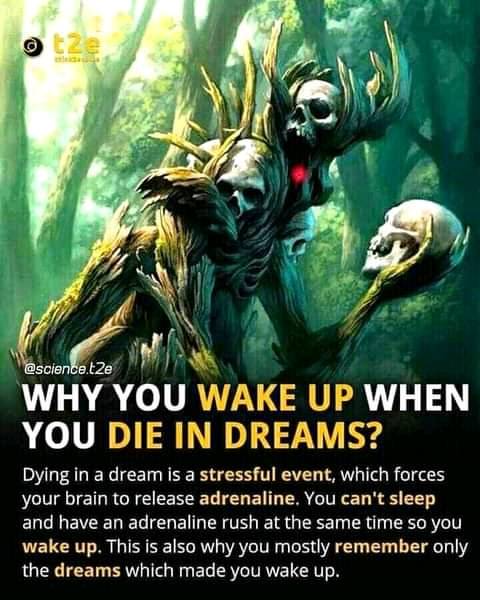 t2e
@science.t2e
WHY YOU WAKE UP WHEN
YOU DIE IN DREAMS?
Dying in a dream is a stressful event, which forces
your brain to release adrenaline. You can't sleep
and have an adrenaline rush at the same time so you
wake up. This is also why you mostly remember only
the dreams which made you wake up.